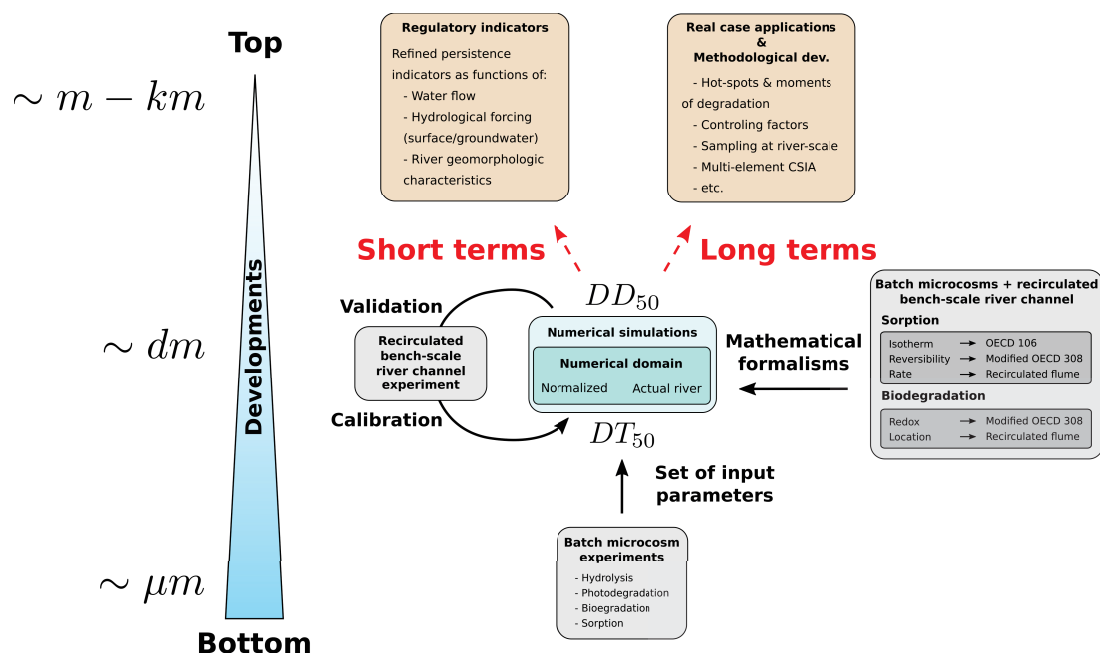 Top
∼ m − km
∼ dm
∼ μm
Bottom
Developments
Regulatory indicators
Refined persistence
indicators as functions of:
- Water flow
- Hydrological forcing
(surface/groundwater)
- River geomorphologic
characteristics
Real case applications
&
Methodological dev.
- Hot-spots & moments
of degradation
- Controling factors
- Sampling at river-scale
- Multi-element CSIA
- etc.
Short terms
Long terms
DD50
Validation
Recirculated
bench-scale
river channel
experiment
Calibration
Numerical simulations
Numerical domain
Normalized Actual river
DT50
Mathematical
formalisms
Batch microcosms + recirculated
bench-scale river channel
Sorption
Isotherm → OECD 106
Reversibility → Modified OECD 308
Rate → Recirculated flume
Biodegradation
Redox → Modified OECD 308
Location → Recirculated flume
Set of input
parameters
Batch microcosm
experiments
- Hydrolysis
- Photodegradation
- Bioegradation
- Sorption